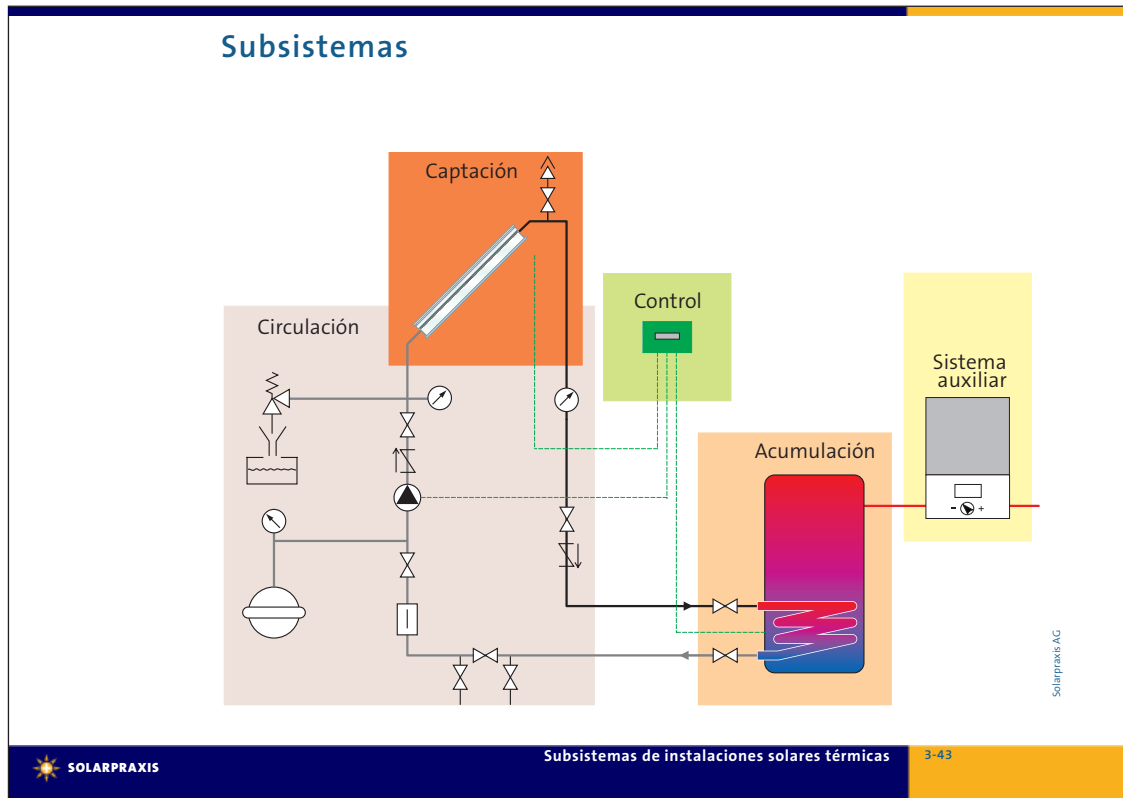 Subsistemas
Captación
Circulación
Control
Sistema
auxiliar
Acumulación
- +
Solarpraxis AG
SOLARPRAXIS
Subsistemas de instalaciones solares térmicas
3-43